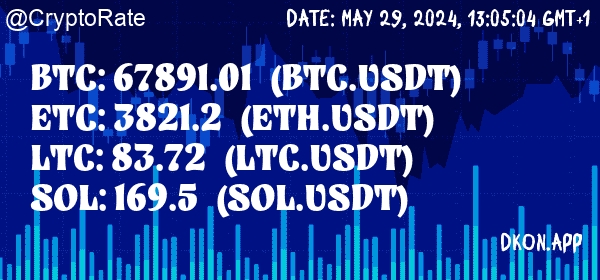 @CryptoRate
DATE: MAY 29, 2024, 13:05:04 GMT+1
BTC: 67891.01 (BTC.USDT)
ETC: 3821.2 (ETH.USDT)
LTC: 83.72 (LTC.USDT)
SOL: 169.5 (SOL.USDT)
DKON.APP